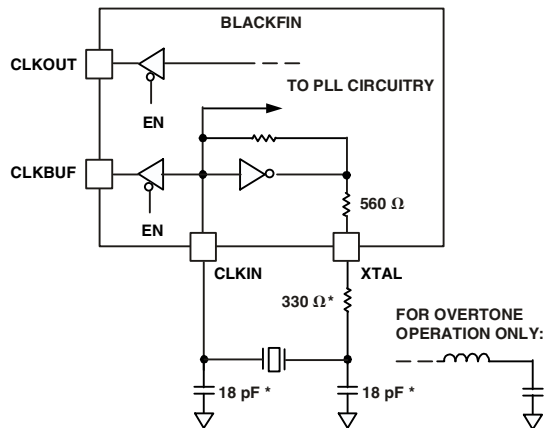 BLACKFIN
CLKOUT
TO PLL CIRCUITRY
EN
CLKBUF
560 Ω
EN
CLKIN
XTAL
330 Ω*
FOR OVERTONE
OPERATION ONLY:
18 pF *
18 pF *